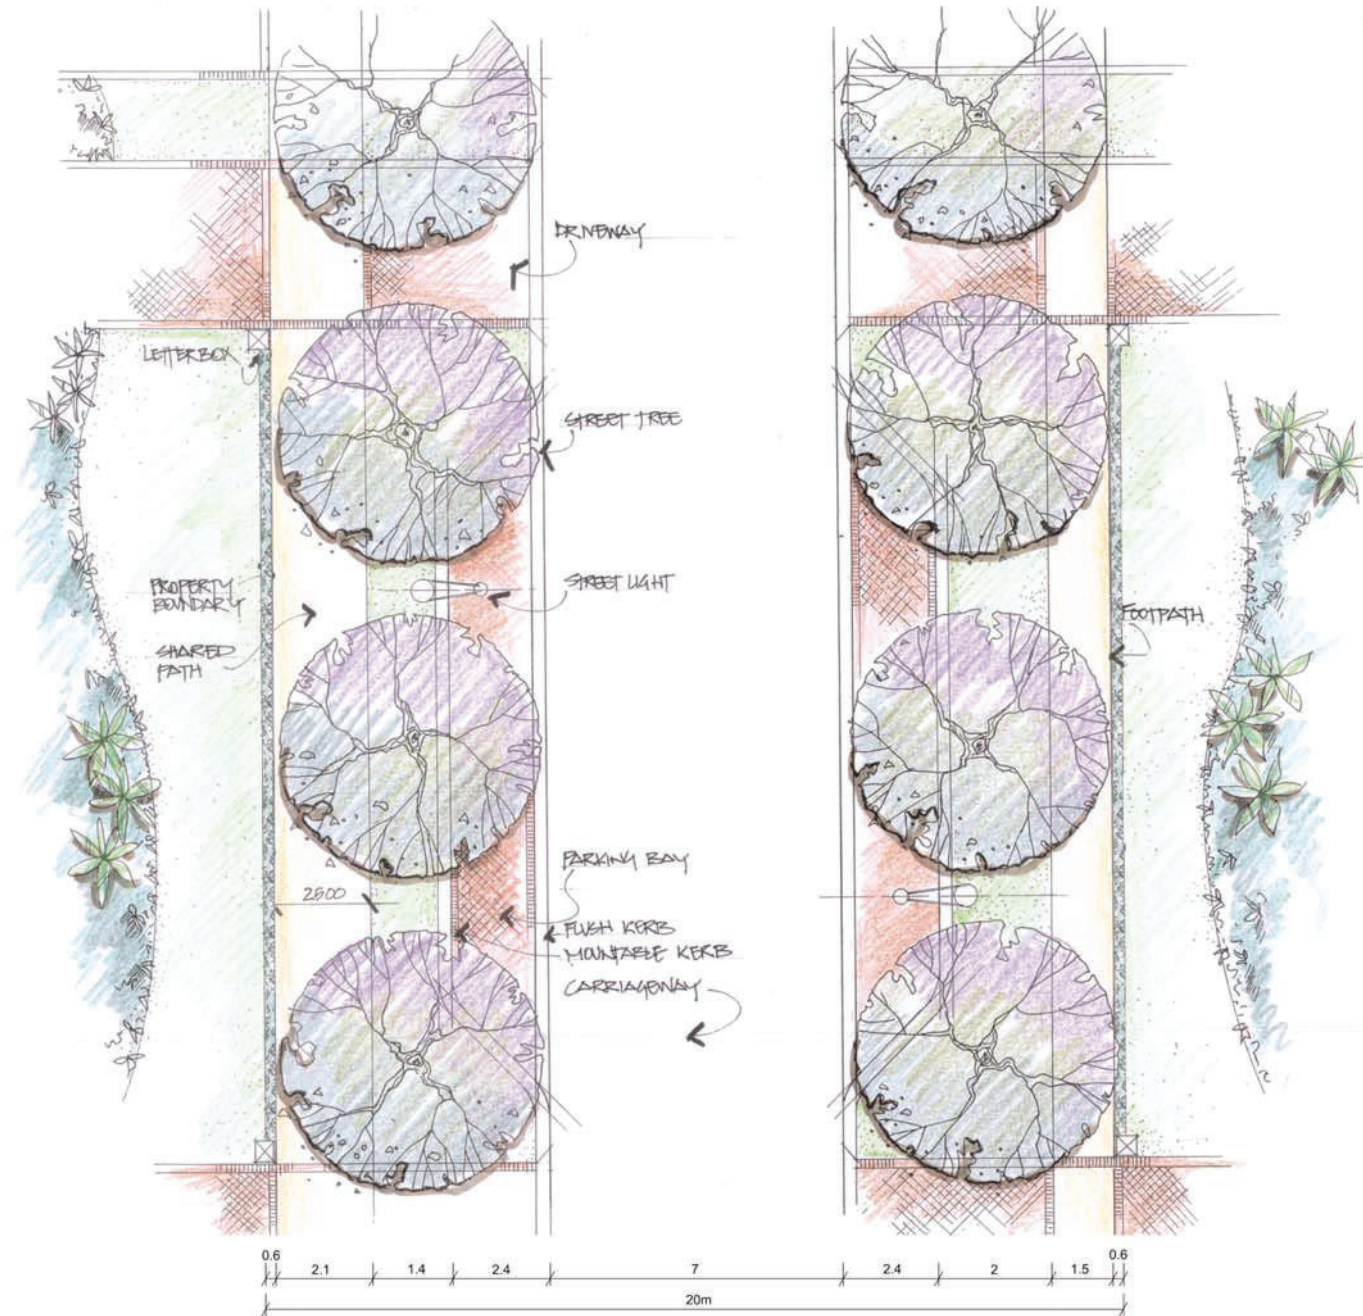 DRIVEWAY
LETTERBOX
STREET TREE
STREET LIGHT
PROPERTY
BOUNDARY
FOOTPATH
SHARED
PATH
PARKING BAY
2500
FLUSH KERB
MOUNTABLE KERB
CARRIAGEWAY
0.6 2.1 1.4 2.4 7 2.4 2 1.5 0.6
20m